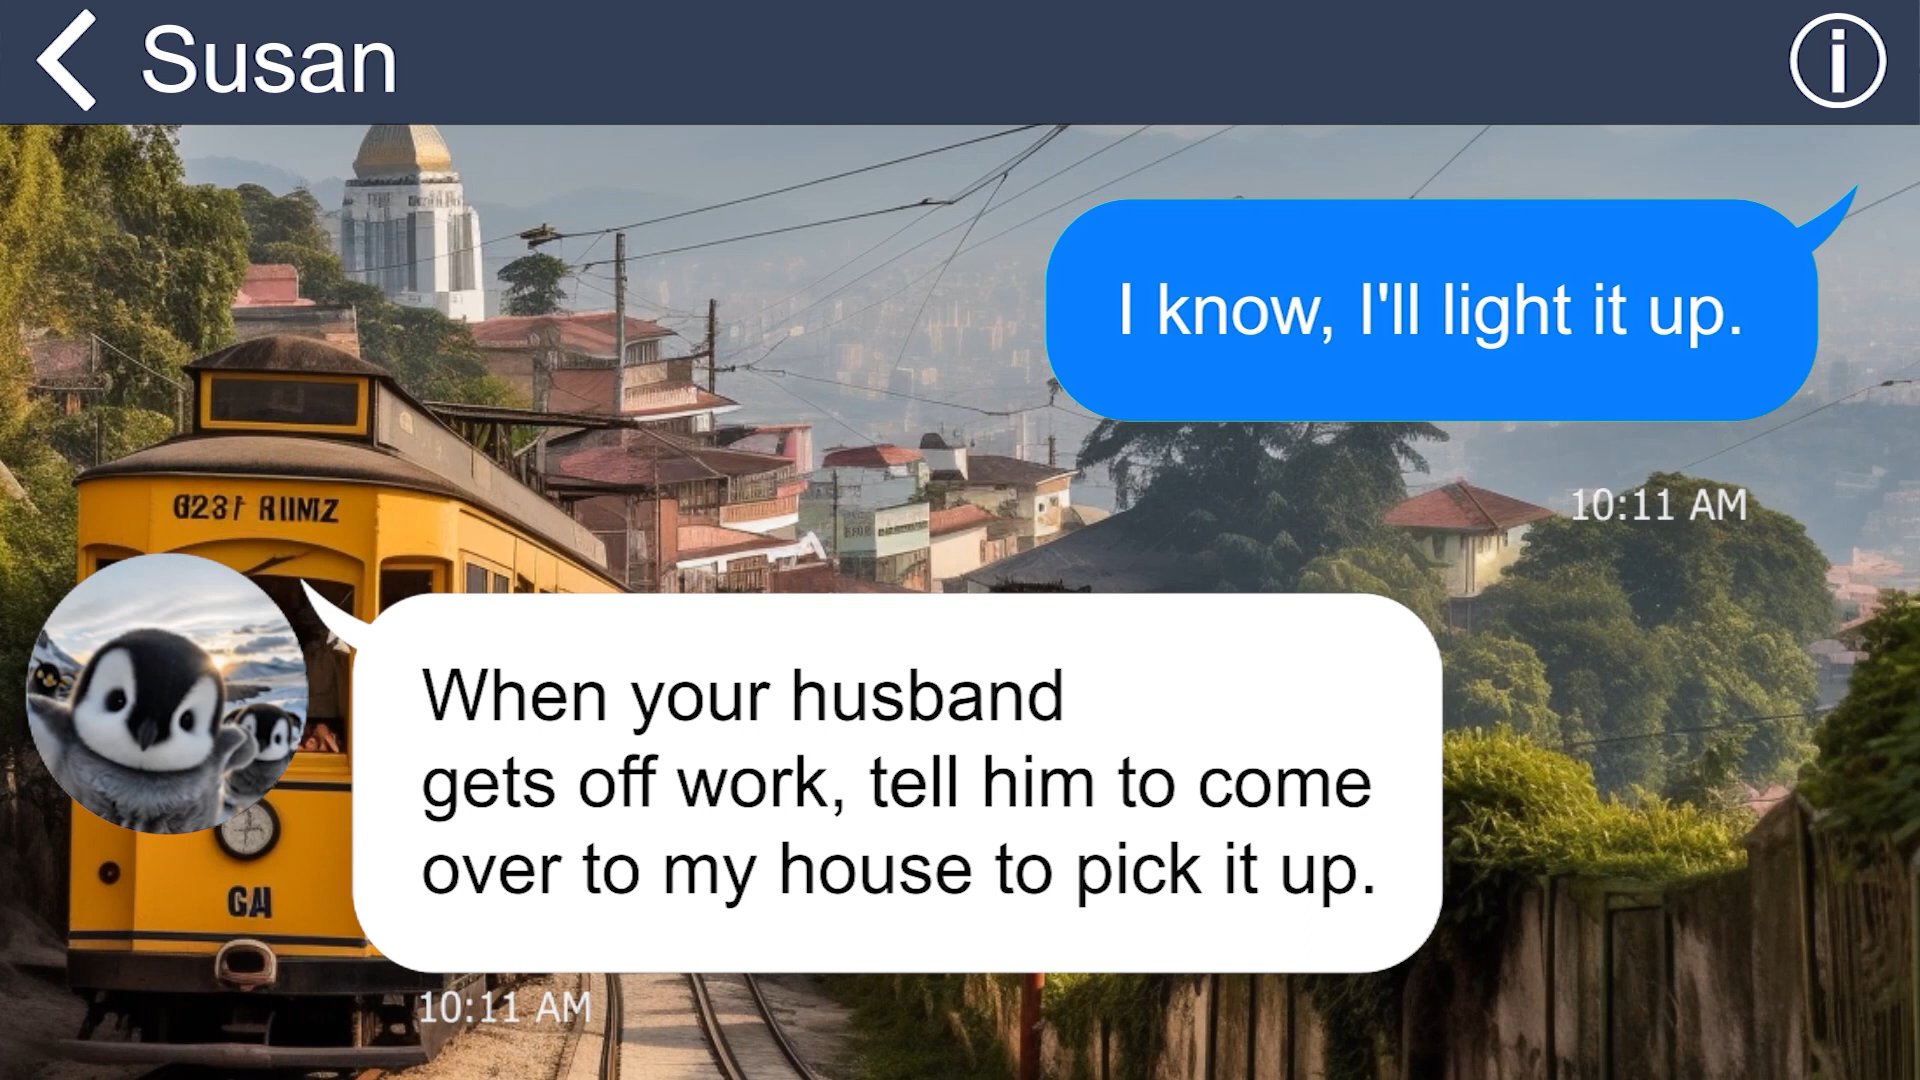 Susan
I know, I'll light it up.
10:11 AM
When your husband
gets off work, tell him to come
over to my house to pick it up.
10:11 AM